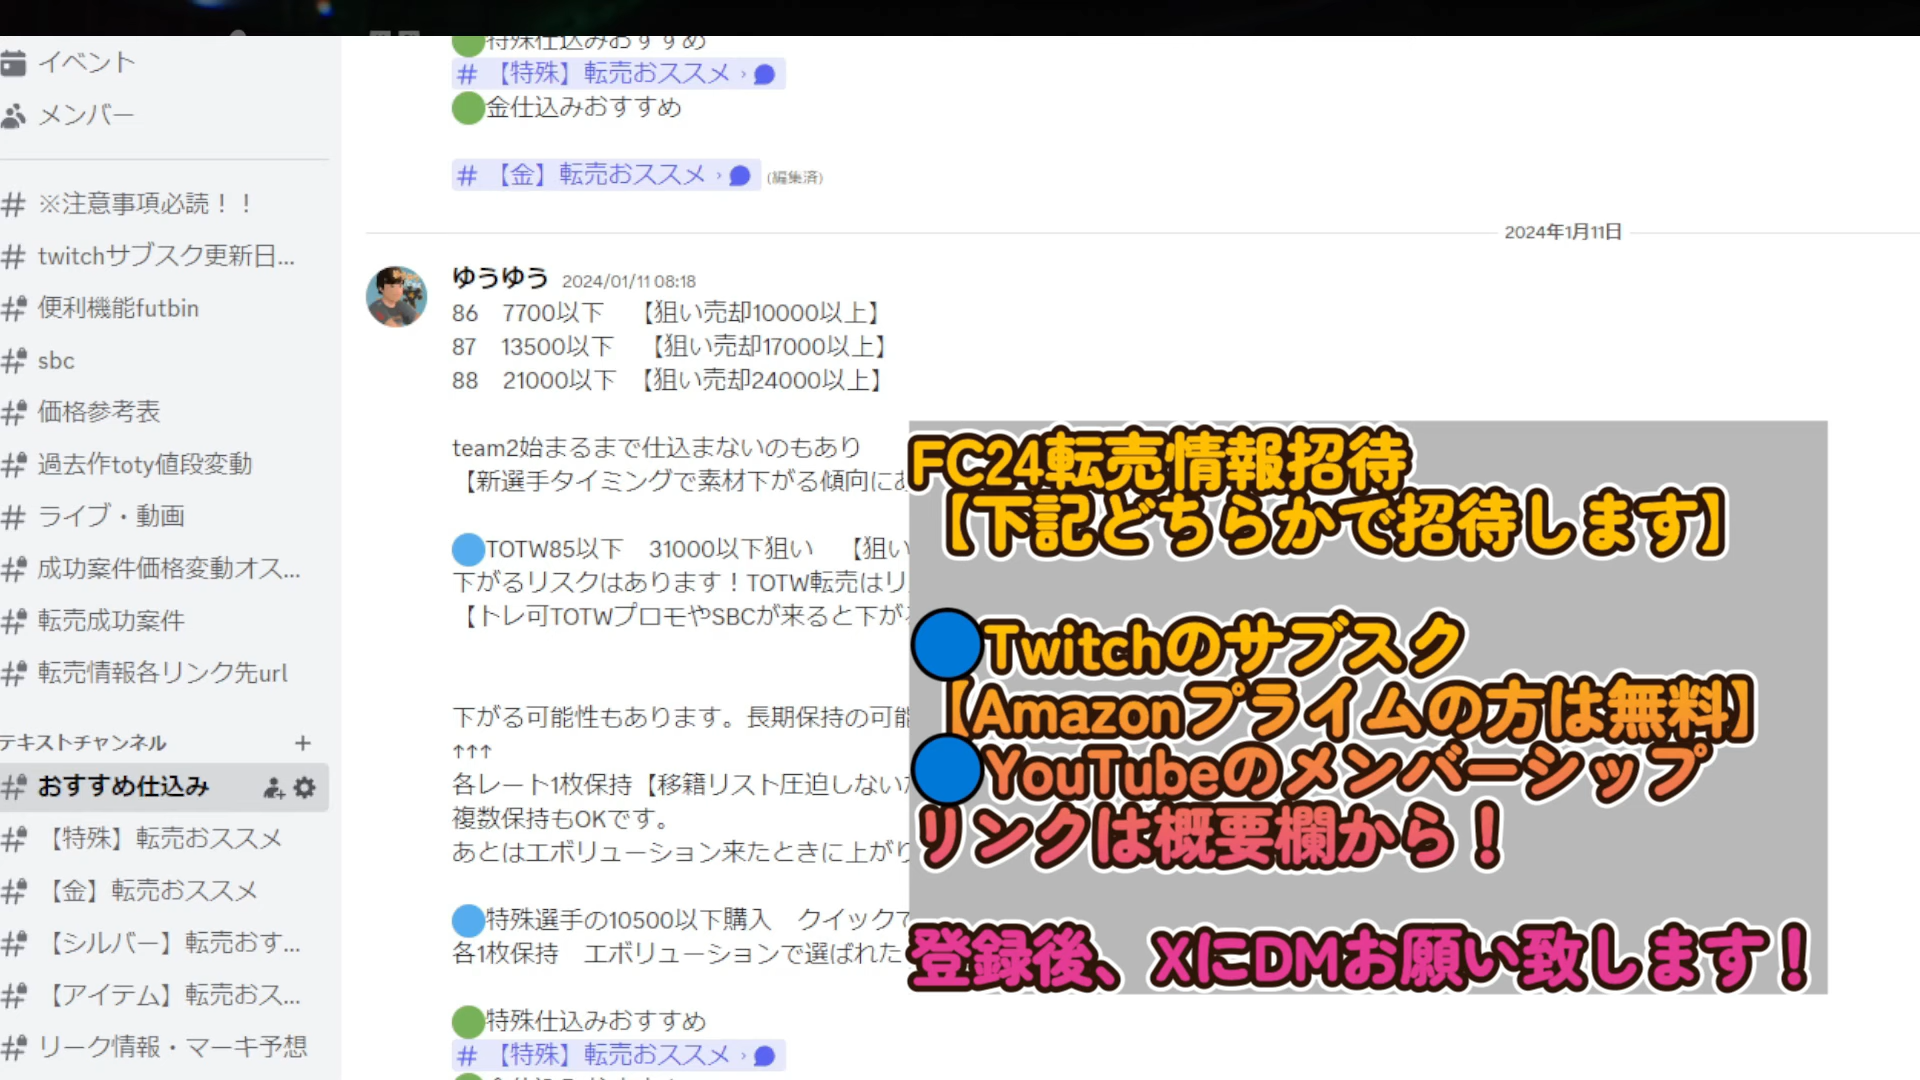 イベント
メンバー
※注意事項必読！！
twitchサブスク更新日...
便利機能futbin
sbc
価格参考表
過去作toty値段変動
ライブ・動画
成功案件価格変動オス...
転売成功案件
転売情報各リンク先url
テキストチャンネル
おすすめ仕込み
【特殊】転売おススメ
【金】転売おススメ
【シルバー】転売おす...
【アイテム】転売おス...
リーク情報・マーキ予想
特殊仕込みおすすめ
# 【特殊】転売おススメ ›
金仕込みおすすめ
# 【金】転売おススメ › (編集済)
2024年1月11日
ゆうゆう 2024/01/11 08:18
86 7700以下 【狙い売却10000以上】
87 13500以下 【狙い売却17000以上】
88 21000以下 【狙い売却24000以上】
team2始まるまで仕込まないのもあり
【新選手タイミングで素材下がる傾向に
TOTW85以下 31000以下狙い 【狙い
下がるリスクはあります！TOTW転売はリ
【トレ可TOTWプロモやSBCが来ると下が
下がる可能性もあります。長期保持の可能
↑↑↑
各レート1枚保持【移籍リスト圧迫しない
複数保持もOKです。
あとはエボリューション来たときに上がり
特殊選手の10500以下購入 クイックで
各1枚保持 エボリューションで選ばれた
特殊仕込みおすすめ
# 【特殊】転売おススメ ›
FC24転売情報招待
【下記どちらかで招待します】
Twitchのサブスク
【Amazonプライムの方は無料】
YouTubeのメンバーシップ
リンクは概要欄から！
登録後、XにDMお願い致します！